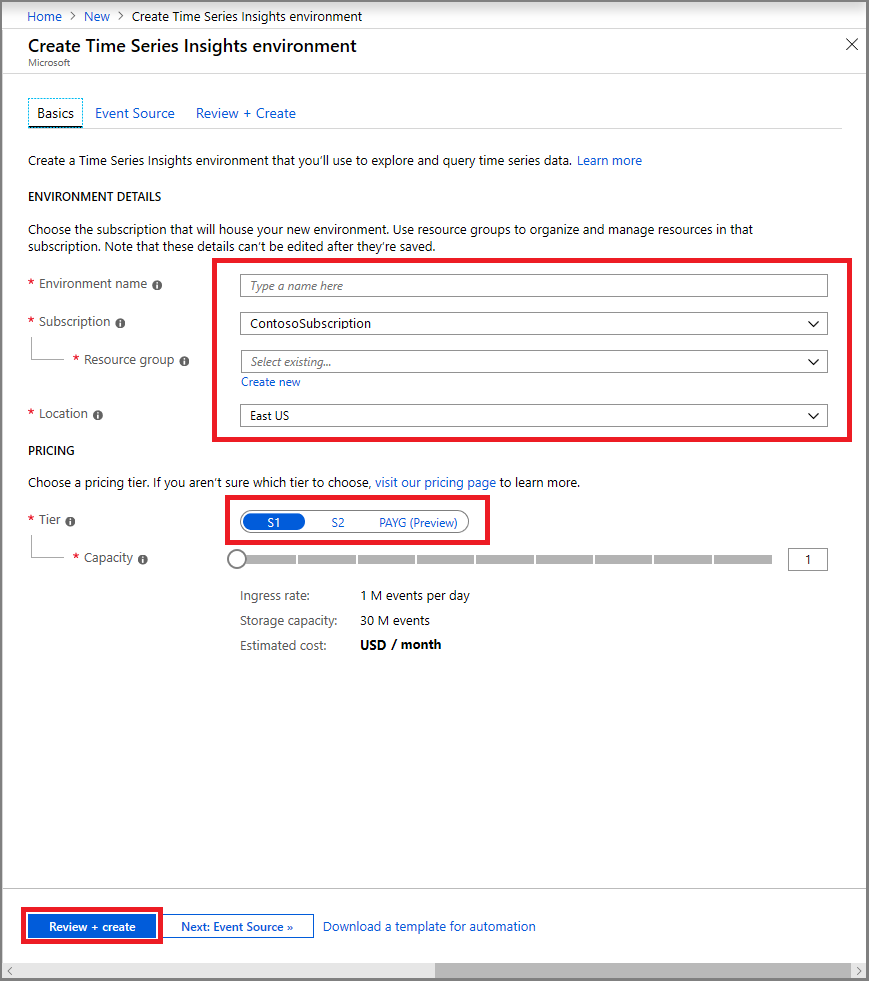 Home > New > Create Time Series Insights environment
Create Time Series Insights environment
Microsoft
Basics Event Source Review + Create
Create a Time Series Insights environment that you'll use to explore and query time series data. Learn more
ENVIRONMENT DETAILS
Choose the subscription that will house your new environment. Use resource groups to organize and manage resources in that
subscription. Note that these details can't be edited after they're saved.
* Environment name Type a name here
* Subscription ContosoSubscription
* Resource group Select existing...
Create new
* Location East US
PRICING
Choose a pricing tier. If you aren't sure which tier to choose, visit our pricing page to learn more.
* Tier S1 S2 PAYG (Preview)
* Capacity 1
Ingress rate: 1 M events per day
Storage capacity: 30 M events
Estimated cost: USD / month
Review + create Next: Event Source » Download a template for automation